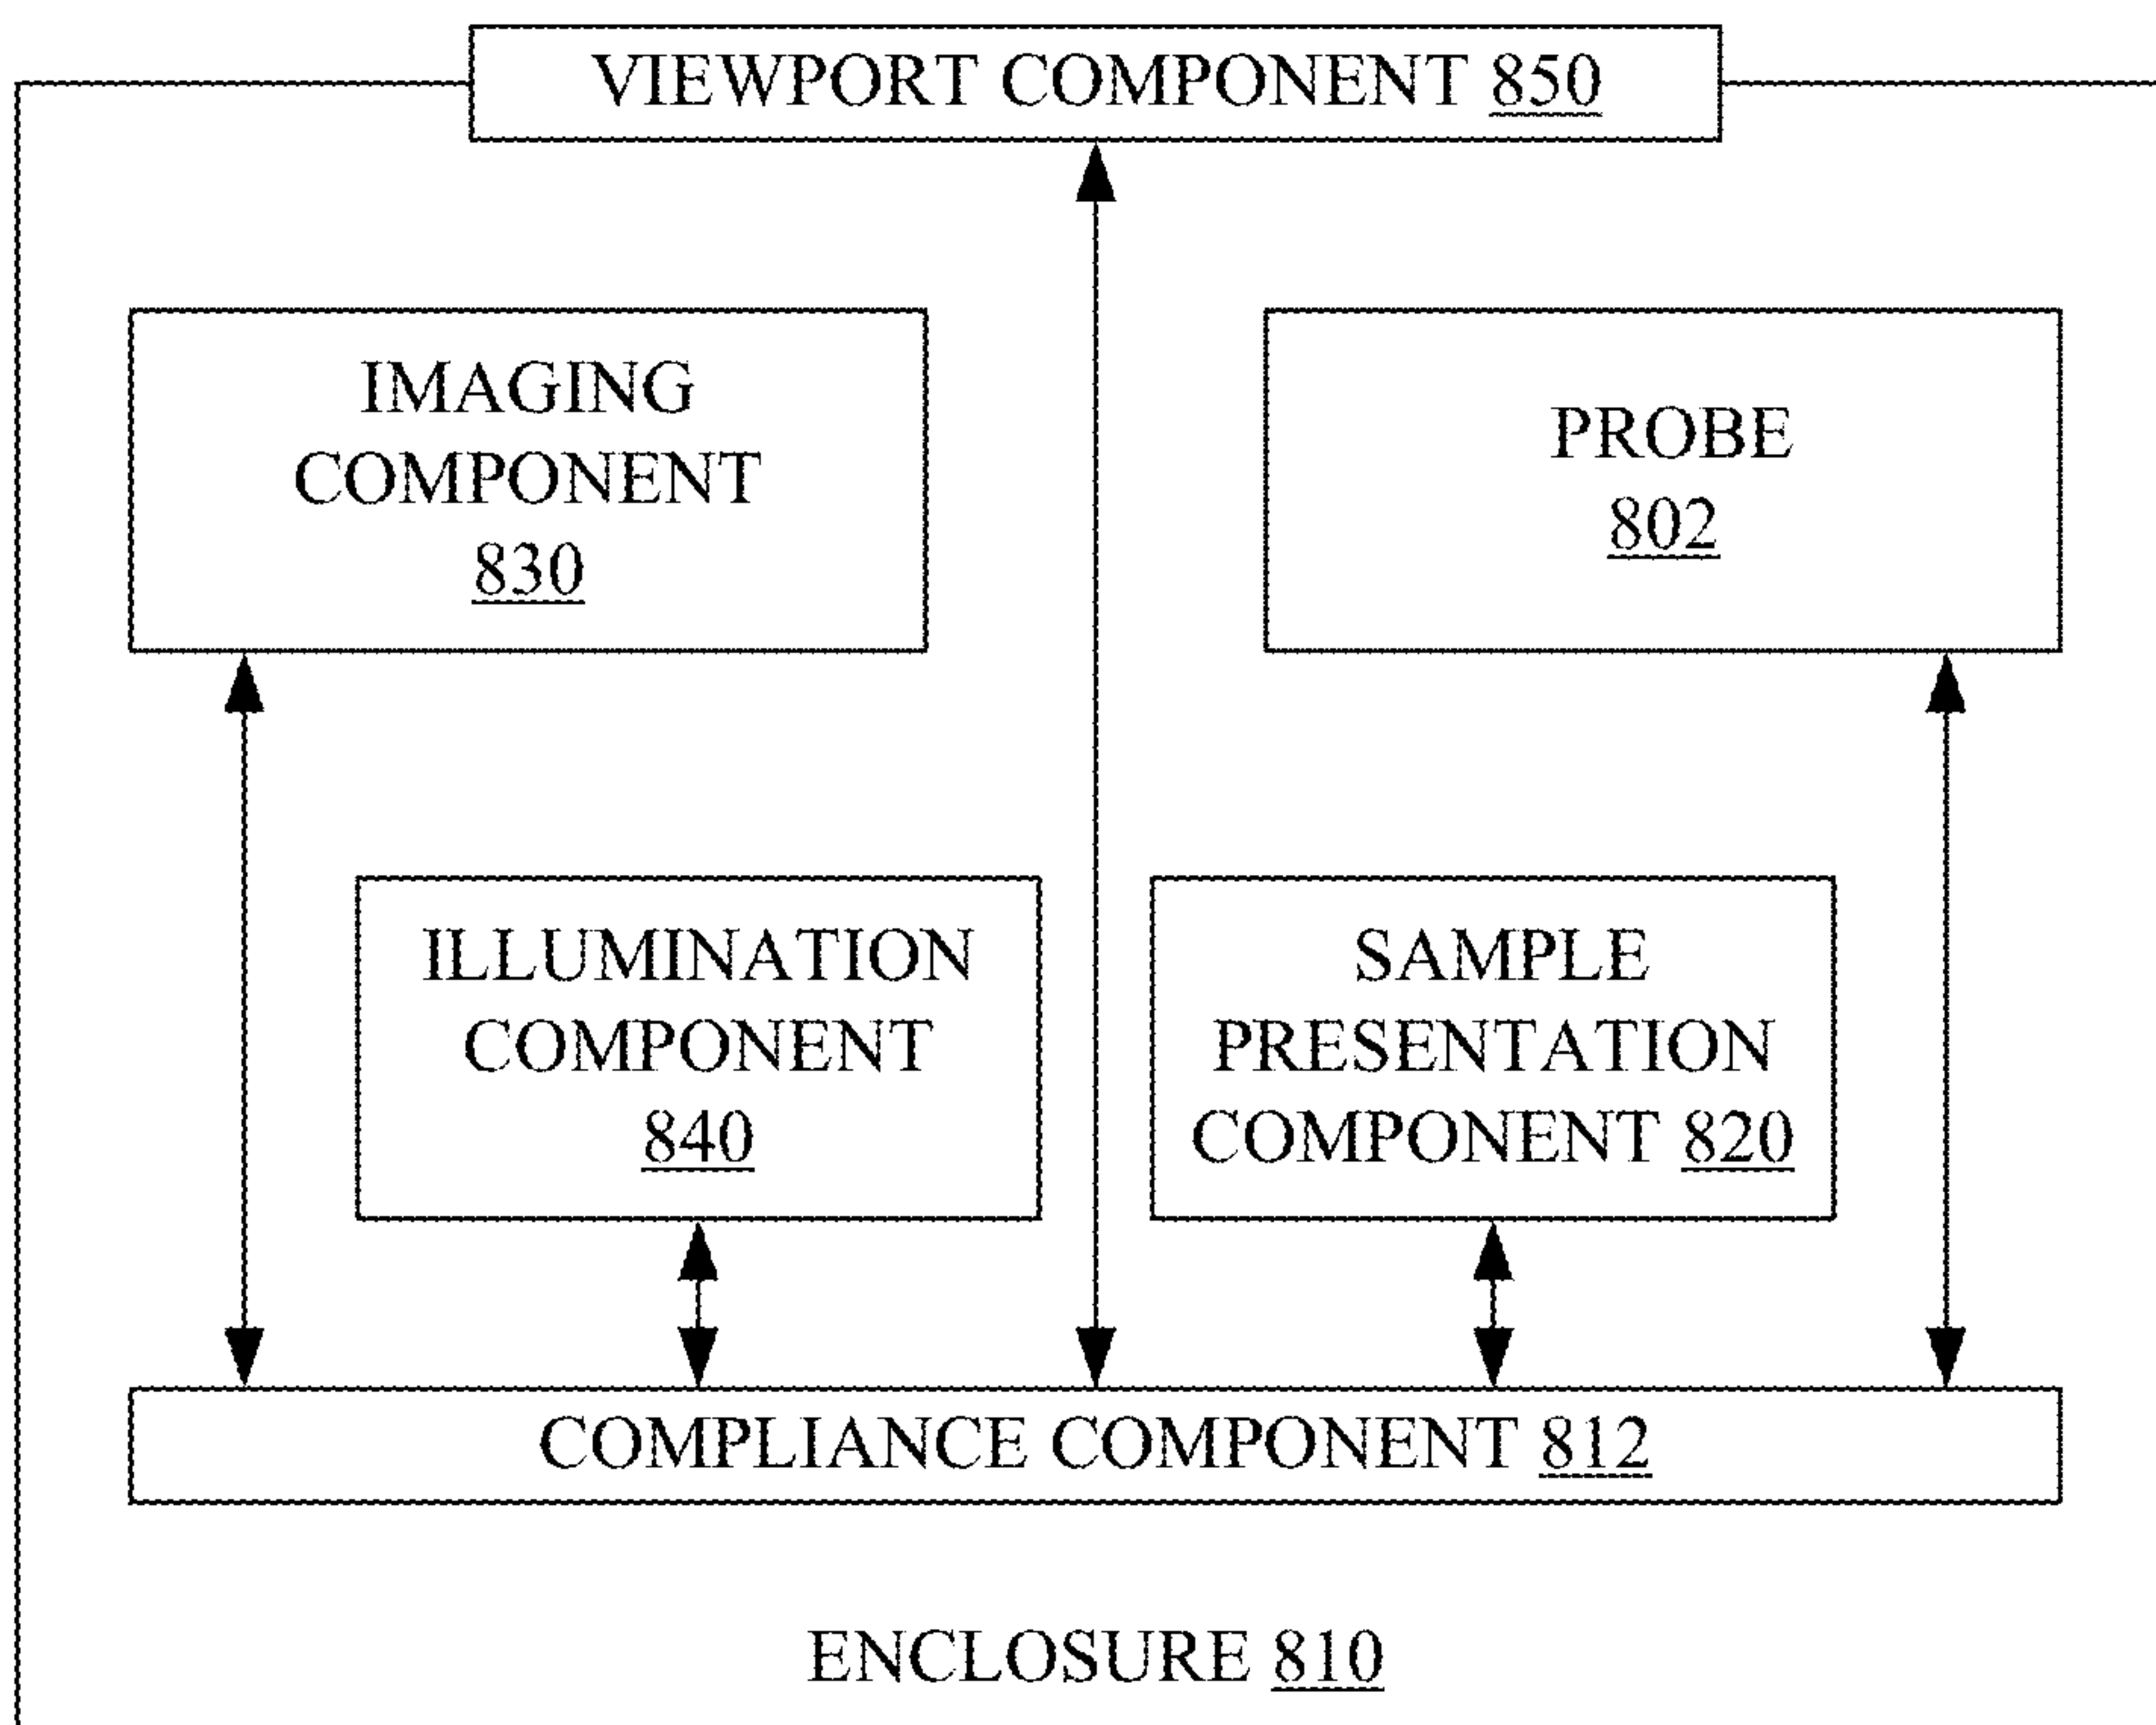 VIEWPORT COMPONENT 850
IMAGING
COMPONENT
830
PROBE
802
ILLUMINATION
COMPONENT
840
SAMPLE
PRESENTATION
COMPONENT 820
COMPLIANCE COMPONENT 812
ENCLOSURE 810